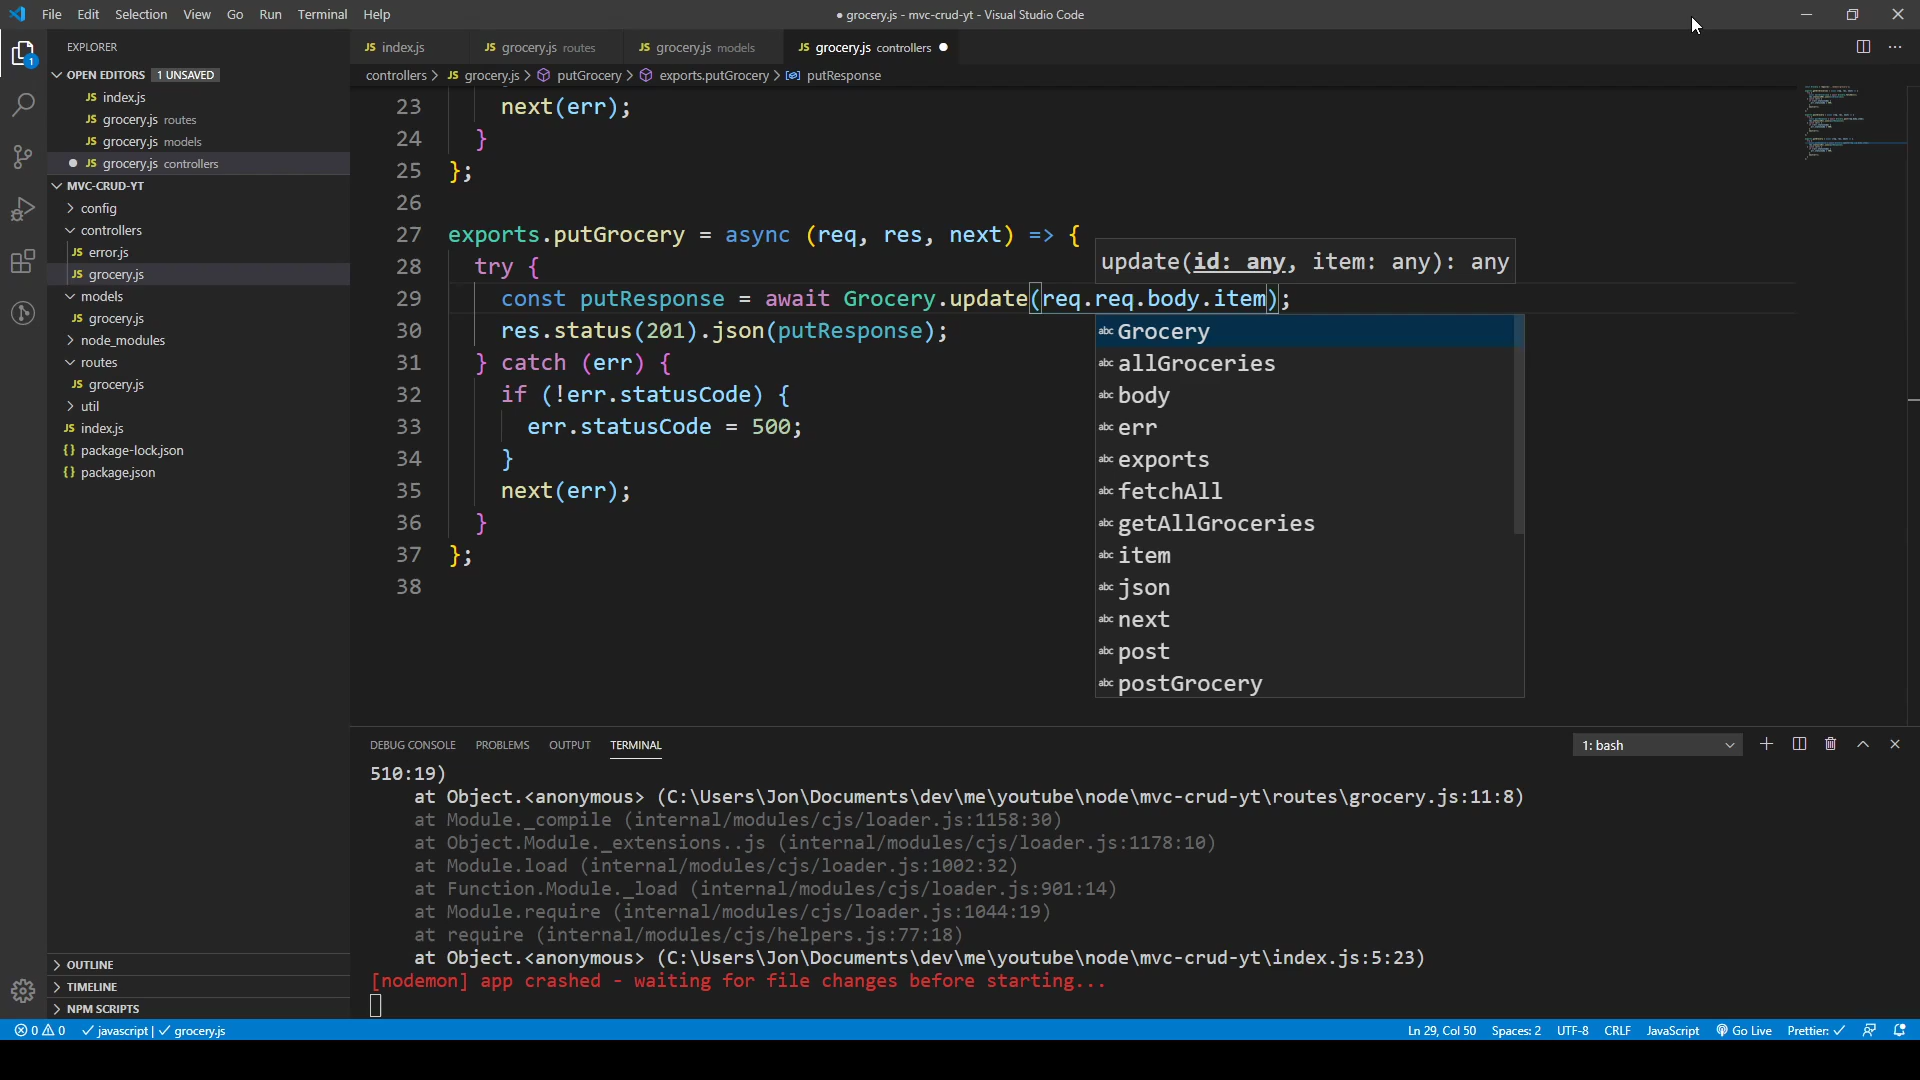 File Edit Selection View Go Run Terminal Help
● grocery.js - mvc-crud-yt - Visual Studio Code
EXPLORER
JS index.js
JS grocery.js routes
JS grocery.js models
JS grocery.js controllers
OPEN EDITORS 1 UNSAVED
controllers > JS grocery.js > putGrocery > exports.putGrocery > putResponse
JS index.js
JS grocery.js routes
JS grocery.js models
JS grocery.js controllers
MVC-CRUD-YT
config
controllers
JS error.js
JS grocery.js
models
JS grocery.js
node_modules
routes
JS grocery.js
util
JS index.js
{} package-lock.json
{} package.json
OUTLINE
TIMELINE
NPM SCRIPTS
23 next(err);
24 }
25 };
26
27 exports.putGrocery = async (req, res, next) => {
28 try {
update(id: any, item: any): any
29 const putResponse = await Grocery.update(req.req.body.item);
30 res.status(201).json(putResponse);
31 } catch (err) {
32 if (!err.statusCode) {
33 err.statusCode = 500;
34 }
35 next(err);
36 }
37 };
38
abc Grocery
abc allGroceries
abc body
abc err
abc exports
abc fetchAll
abc getAllGroceries
abc item
abc json
abc next
abc post
abc postGrocery
DEBUG CONSOLE PROBLEMS OUTPUT TERMINAL
1: bash
510:19)
at Object.<anonymous> (C:\Users\Jon\Documents\dev\me\youtube\node\mvc-crud-yt\routes\grocery.js:11:8)
at Module._compile (internal/modules/cjs/loader.js:1158:30)
at Object.Module._extensions..js (internal/modules/cjs/loader.js:1178:10)
at Module.load (internal/modules/cjs/loader.js:1002:32)
at Function.Module._load (internal/modules/cjs/loader.js:901:14)
at Module.require (internal/modules/cjs/loader.js:1044:19)
at require (internal/modules/cjs/helpers.js:77:18)
at Object.<anonymous> (C:\Users\Jon\Documents\dev\me\youtube\node\mvc-crud-yt\index.js:5:23)
[nodemon] app crashed - waiting for file changes before starting...
0 0 javascript | grocery.js
Ln 29, Col 50 Spaces: 2 UTF-8 CRLF JavaScript Go Live Prettier: ✓